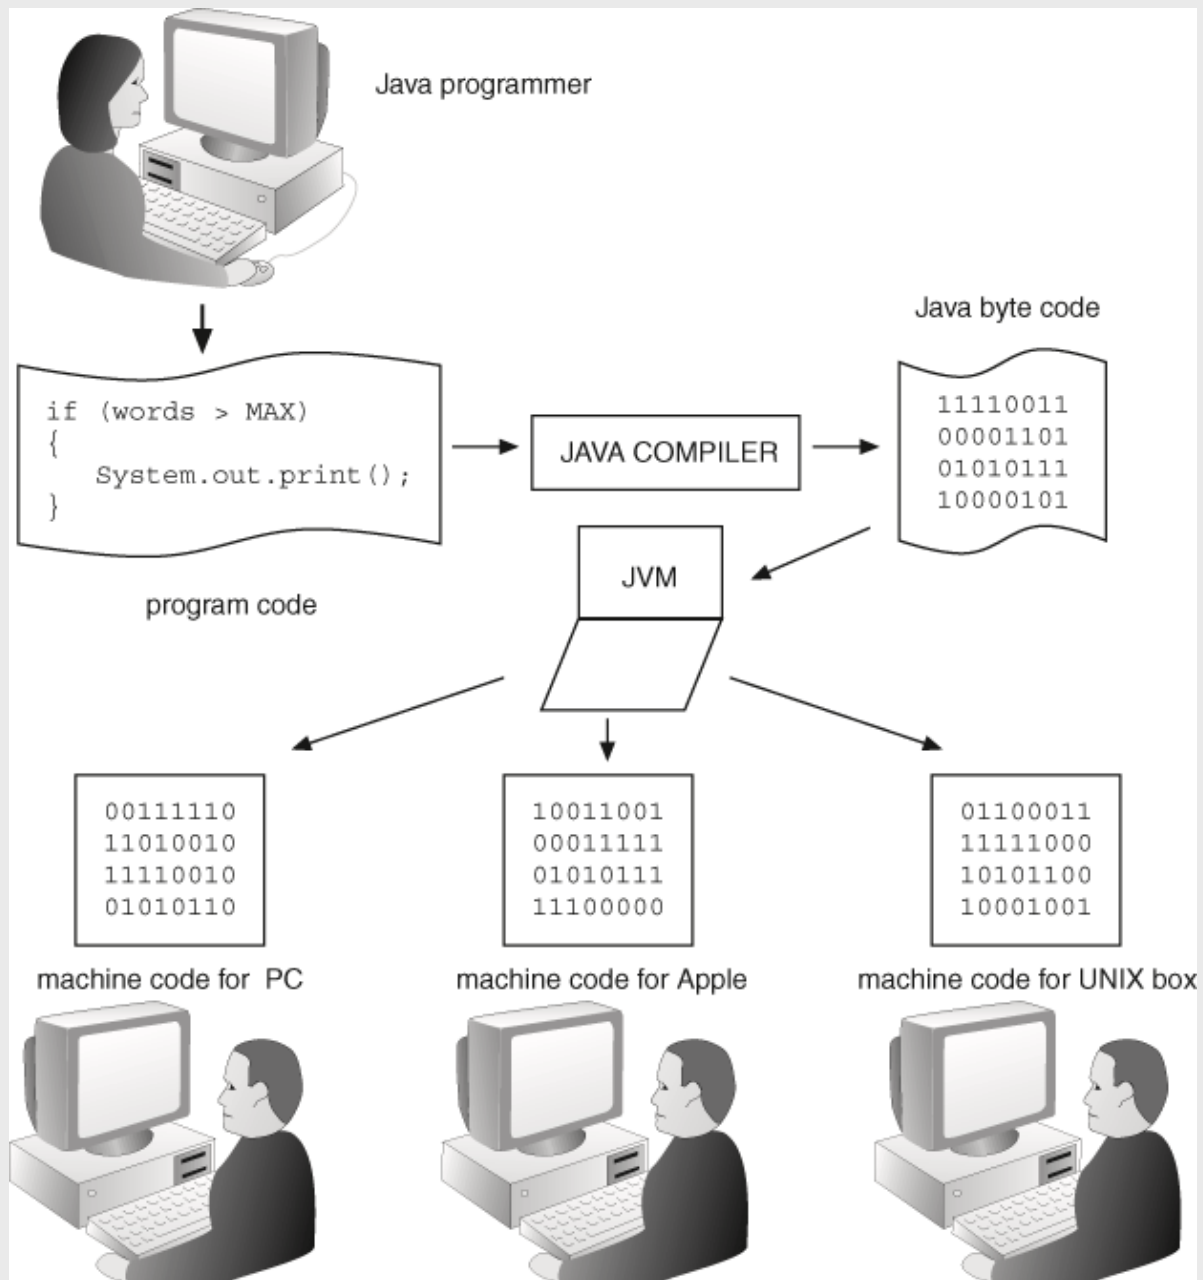 Java programmer
Java byte code
if (words > MAX)
{
System.out.print();
}
JAVA COMPILER
11110011
00001101
01010111
10000101
program code
JVM
00111110
11010010
11110010
01010110
10011001
00011111
01010111
11100000
01100011
11111000
10101100
10001001
machine code for PC
machine code for Apple
machine code for UNIX box